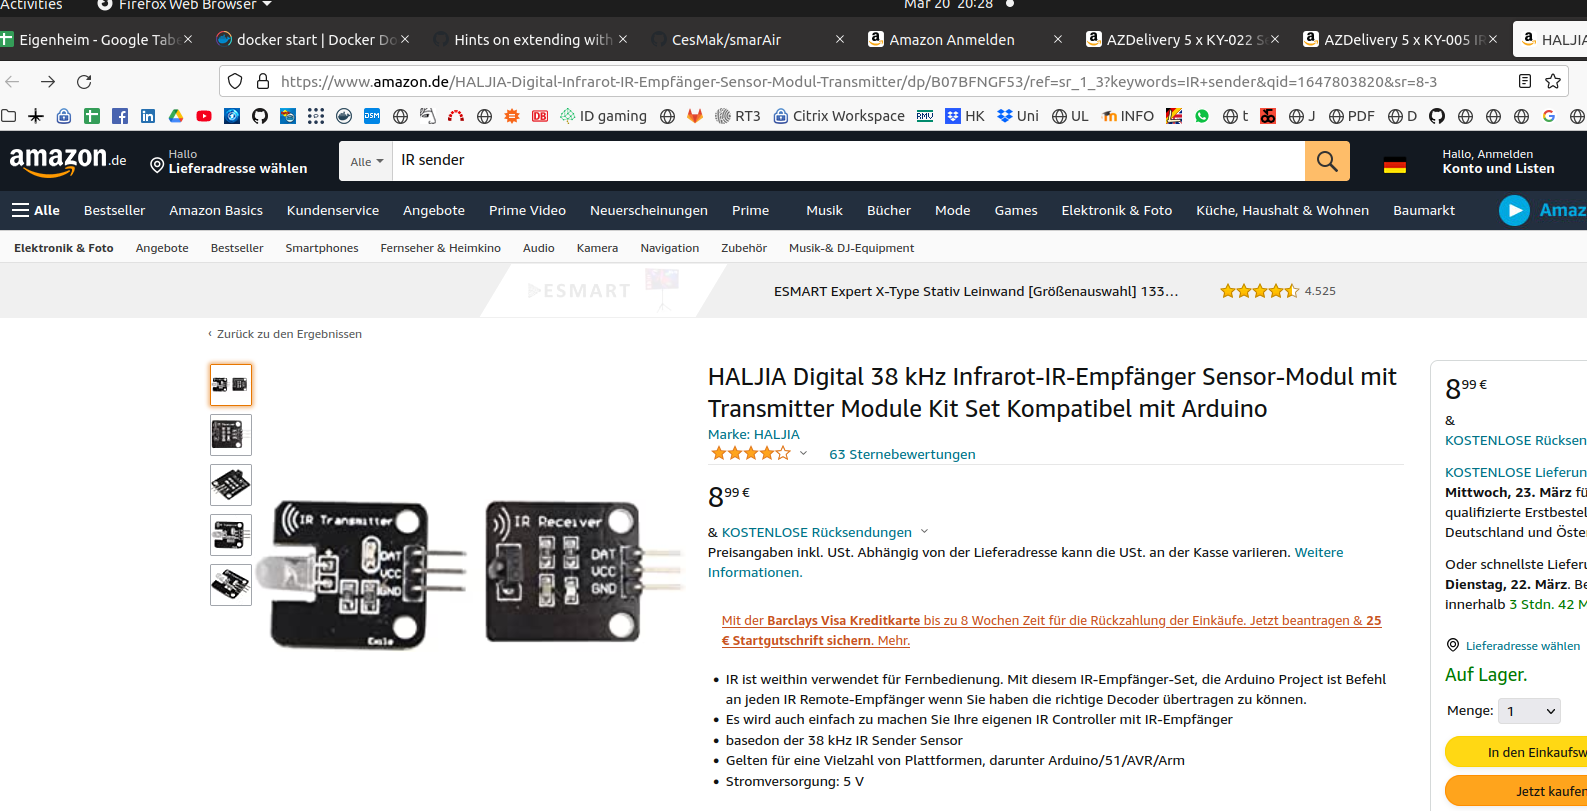 Activities Firefox Web Browser Mar 20 20:28
Eigenheim - Google Tabe docker start | Docker Do Hints on extending with CesMak/smarAir Amazon Anmelden AZDelivery 5 x KY-022 Se AZDelivery 5 x KY-005 IR HALJIA
https://www.amazon.de/HALJIA-Digital-Infrarot-IR-Empfänger-Sensor-Modul-Transmitter/dp/B07BFNGF53/ref=sr_1_3?keywords=IR+sender&qid=1647803820&sr=8-3
DSM DB ID gaming RT3 Citrix Workspace RMV HK Uni UL INFO t J PDF D
amazon.de
Hallo
Lieferadresse wählen
Alle IR sender
Hallo, Anmelden
Konto und Listen
Alle Bestseller Amazon Basics Kundenservice Angebote Prime Video Neuerscheinungen Prime Musik Bücher Mode Games Elektronik & Foto Küche, Haushalt & Wohnen Baumarkt Amaz
Elektronik & Foto Angebote Bestseller Smartphones Fernseher & Heimkino Audio Kamera Navigation Zubehör Musik-& DJ-Equipment
ESMART ESMART Expert X-Type Stativ Leinwand [Größenauswahl] 133... 4.525
‹ Zurück zu den Ergebnissen
IR Transmitter
DAT
VCC
GND
Exile
IR Receiver
DAT
VCC
GND
HALJIA Digital 38 kHz Infrarot-IR-Empfänger Sensor-Modul mit
Transmitter Module Kit Set Kompatibel mit Arduino
Marke: HALJIA
63 Sternebewertungen
8 99 €
& KOSTENLOSE Rücksendungen
Preisangaben inkl. USt. Abhängig von der Lieferadresse kann die USt. an der Kasse variieren. Weitere
Informationen.
Mit der Barclays Visa Kreditkarte bis zu 8 Wochen Zeit für die Rückzahlung der Einkäufe. Jetzt beantragen & 25
€ Startgutschrift sichern. Mehr.
• IR ist weithin verwendet für Fernbedienung. Mit diesem IR-Empfänger-Set, die Arduino Project ist Befehl
an jeden IR Remote-Empfänger wenn Sie haben die richtige Decoder übertragen zu können.
• Es wird auch einfach zu machen Sie Ihre eigenen IR Controller mit IR-Empfänger
• basedon der 38 kHz IR Sender Sensor
• Gelten für eine Vielzahl von Plattformen, darunter Arduino/51/AVR/Arm
• Stromversorgung: 5 V
8 99 €
&
KOSTENLOSE Rücksen
KOSTENLOSE Lieferun
Mittwoch, 23. März fü
qualifizierte Erstbestel
Deutschland und Öste
Oder schnellste Lieferu
Dienstag, 22. März. Be
innerhalb 3 Stdn. 42 M
Lieferadresse wählen
Auf Lager.
Menge: 1
In den Einkaufsw
Jetzt kaufen